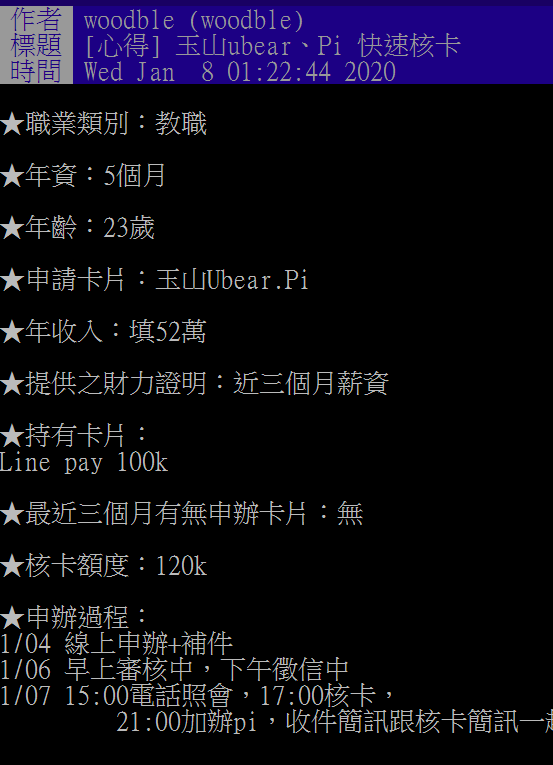 作者 woodble (woodble)
標題 [心得] 玉山ubear、Pi 快速核卡
時間 Wed Jan  8 01:22:44 2020
★職業類別：教職
★年資：5個月
★年齡：23歲
★申請卡片：玉山Ubear.Pi
★年收入：填52萬
★提供之財力證明：近三個月薪資
★持有卡片：
Line pay 100k
★最近三個月有無申辦卡片：無
★核卡額度：120k
★申辦過程：
1/04 線上申辦+補件
1/06 早上審核中，下午徵信中
1/07 15:00電話照會，17:00核卡，
21:00加辦pi，收件簡訊跟核卡簡訊一